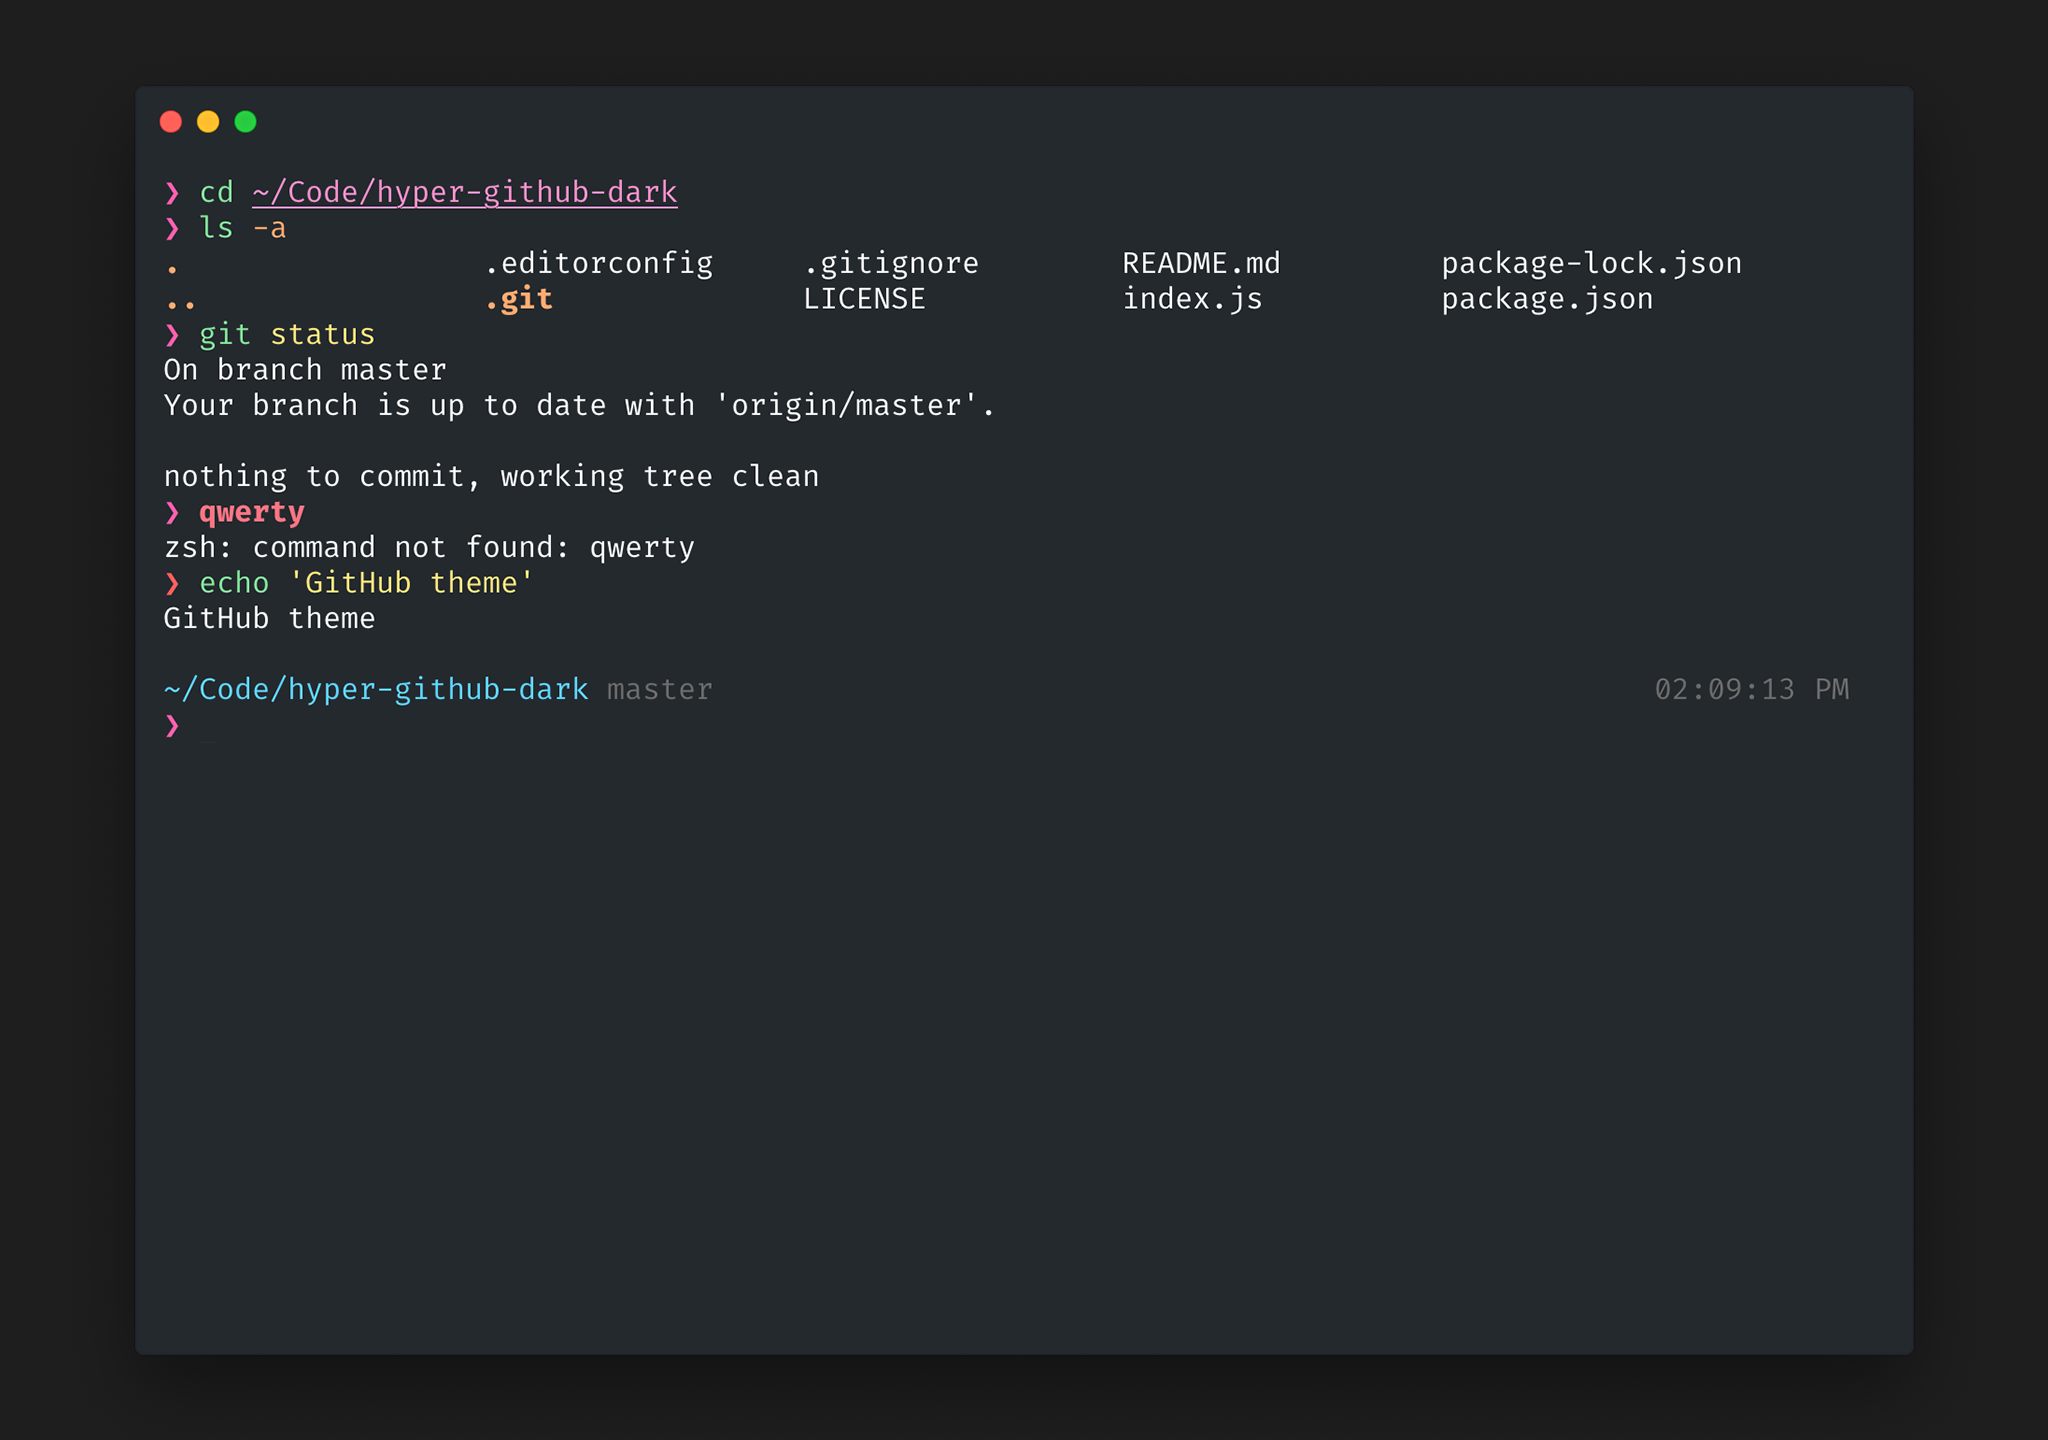 ❯ cd ~/Code/hyper-github-dark
❯ ls -a
. .editorconfig .gitignore README.md package-lock.json
.. .git LICENSE index.js package.json
❯ git status
On branch master
Your branch is up to date with 'origin/master'.

nothing to commit, working tree clean
❯ qwerty
zsh: command not found: qwerty
❯ echo 'GitHub theme'
GitHub theme

~/Code/hyper-github-dark master 02:09:13 PM
❯ _